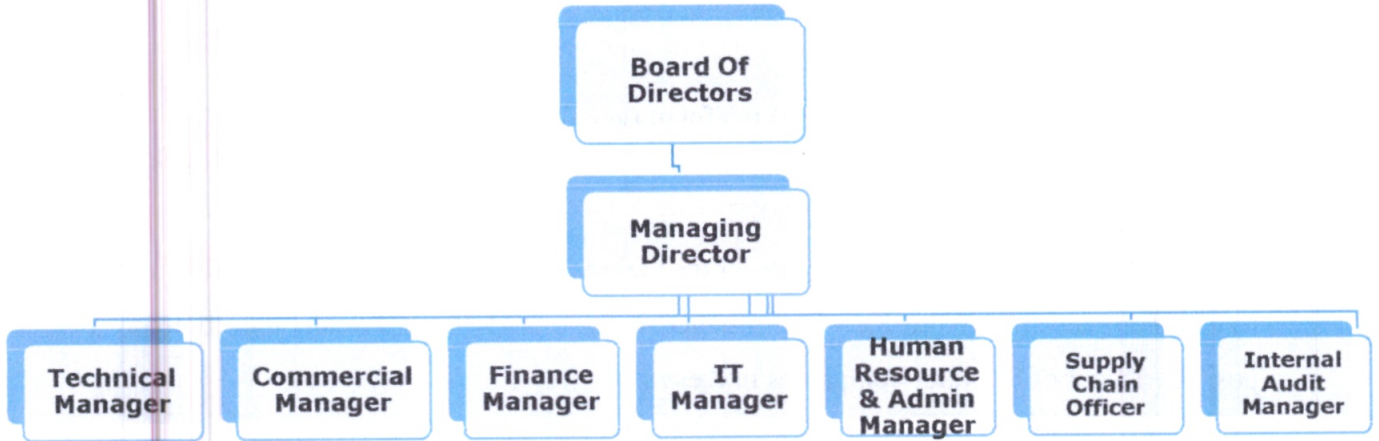 Board Of
Directors
Managing
Director
Technical
Manager
Commercial
Manager
Finance
Manager
IT
Manager
Human
Resource
& Admin
Manager
Supply
Chain
Officer
Internal
Audit
Manager